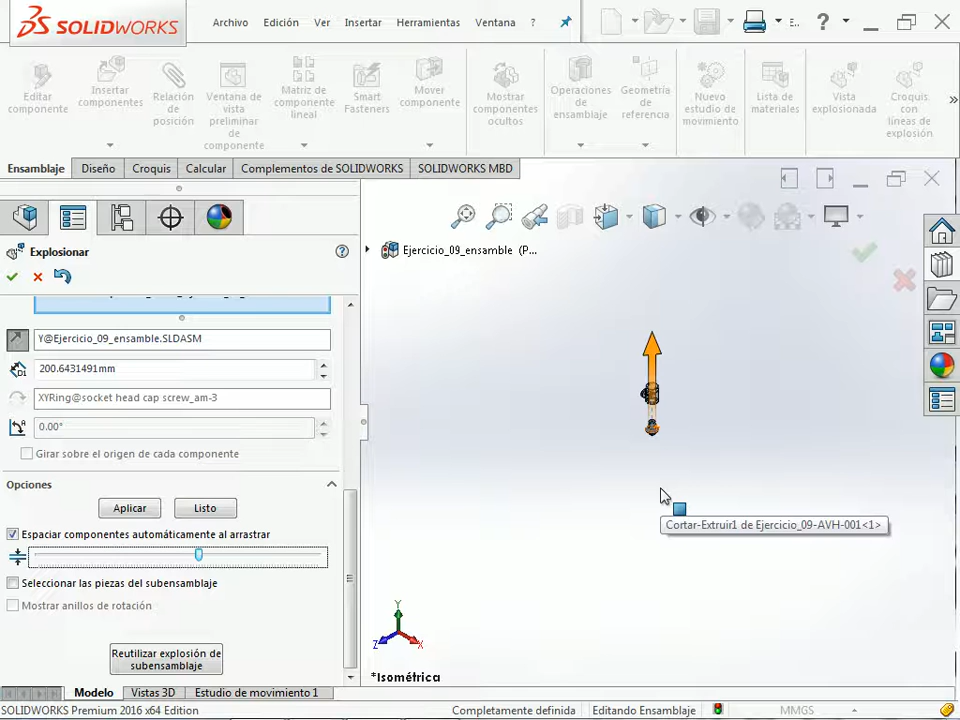 SOLIDWORKS
Archivo Edición Ver Insertar Herramientas Ventana ?
E.. ?
Editar componente
Insertar componentes
Relación de posición
Ventana de vista preliminar de componente
Matriz de componente lineal
Smart Fasteners
Mover componente
Mostrar componentes ocultos
Operaciones de ensamblaje
Geometría de referencia
Nuevo estudio de movimiento
Lista de materiales
Vista explosionada
Croquis con líneas de explosión
»
Ensamblaje Diseño Croquis Calcular Complementos de SOLIDWORKS SOLIDWORKS MBD
Explosionar
Ejercicio_09_ensamble (P...
Y@Ejercicio_09_ensamble.SLDASM
200.6431491mm
XYRing@socket head cap screw_am-3
0.00°
Girar sobre el origen de cada componente
Opciones
Aplicar Listo
Espaciar componentes automáticamente al arrastrar
Seleccionar las piezas del subensamblaje
Mostrar anillos de rotación
Reutilizar explosión de
subensamblaje
Cortar-Extruir1 de Ejercicio_09-AVH-001<1>
Y
Z X
*Isométrica
Modelo Vistas 3D Estudio de movimiento 1
SOLIDWORKS Premium 2016 x64 Edition Completamente definida Editando Ensamblaje MMGS